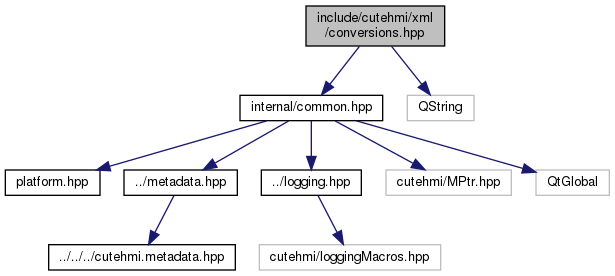 include/cutehmi/xml
/conversions.hpp
internal/common.hpp
QString
platform.hpp
../metadata.hpp
../logging.hpp
cutehmi/MPtr.hpp
QtGlobal
../../../cutehmi.metadata.hpp
cutehmi/loggingMacros.hpp